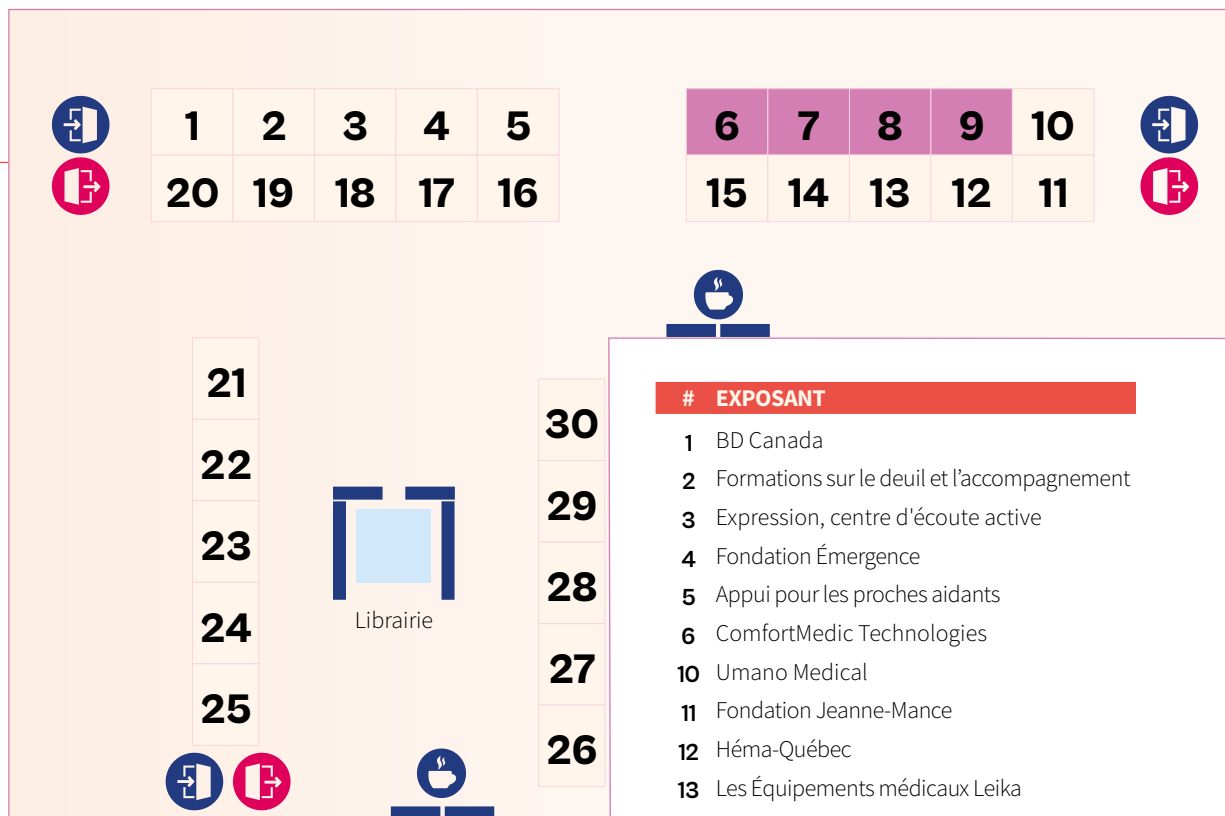 1 2 3 4 5
6 7 8 9 10
20 19 18 17 16
15 14 13 12 11
21
22
23
24
25
Librairie
30
29
28
27
26
# EXPOSANT
1 BD Canada
2 Formations sur le deuil et l’accompagnement
3 Expression, centre d'écoute active
4 Fondation Émergence
5 Appui pour les proches aidants
6 ComfortMedic Technologies
10 Umano Medical
11 Fondation Jeanne-Mance
12 Héma-Québec
13 Les Équipements médicaux Leika